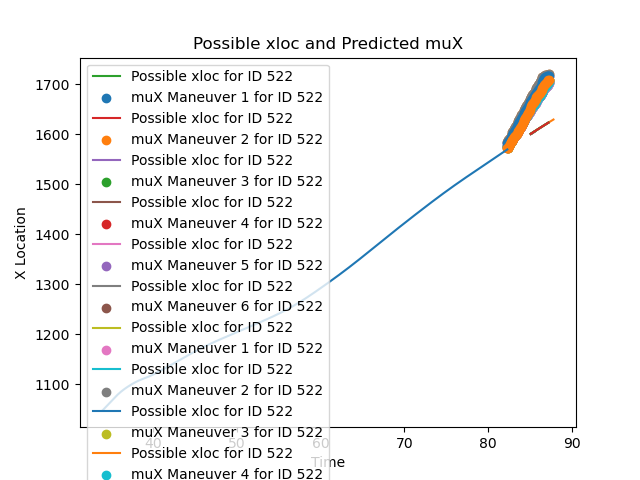 Possible xloc and Predicted muX
1700
1600
1500
1400
1300
1200
1100
X Location
Possible xloc for ID 522
muX Maneuver 1 for ID 522
Possible xloc for ID 522
muX Maneuver 2 for ID 522
Possible xloc for ID 522
muX Maneuver 3 for ID 522
Possible xloc for ID 522
muX Maneuver 4 for ID 522
Possible xloc for ID 522
muX Maneuver 5 for ID 522
Possible xloc for ID 522
muX Maneuver 6 for ID 522
Possible xloc for ID 522
muX Maneuver 1 for ID 522
Possible xloc for ID 522
muX Maneuver 2 for ID 522
Possible xloc for ID 522
muX Maneuver 3 for ID 522
Possible xloc for ID 522
muX Maneuver 4 for ID 522
40 50 60 70 80 90
Time